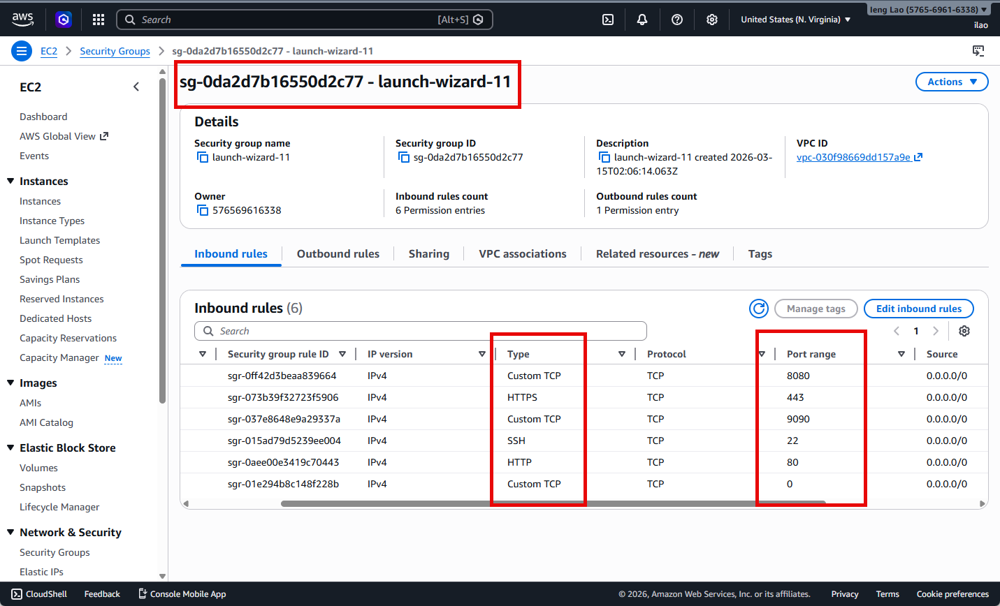 aws
Search [Alt+S]
United States (N. Virginia)
Ieng Lao (5765-6961-6338)
ilao
EC2 Security Groups sg-0da2d7b16550d2c77 - launch-wizard-11
EC2
Dashboard
AWS Global View
Events
Instances
Instances
Instance Types
Launch Templates
Spot Requests
Savings Plans
Reserved Instances
Dedicated Hosts
Capacity Reservations
Capacity Manager New
Images
AMIs
AMI Catalog
Elastic Block Store
Volumes
Snapshots
Lifecycle Manager
Network & Security
Security Groups
Elastic IPs
sg-0da2d7b16550d2c77 - launch-wizard-11
Actions
Details
Security group name
launch-wizard-11
Security group ID
sg-0da2d7b16550d2c77
Description
launch-wizard-11 created 2026-03-
15T02:06:14.063Z
VPC ID
vpc-030f98669dd157a9e
Owner
576569616338
Inbound rules count
6 Permission entries
Outbound rules count
1 Permission entry
Inbound rules Outbound rules Sharing VPC associations Related resources - new Tags
Inbound rules (6)
Manage tags Edit inbound rules
Search
1
Security group rule ID IP version Type Protocol Port range Source
sgr-0ff42d3beaa839664 IPv4 Custom TCP TCP 8080 0.0.0.0/0
sgr-073b39f32723f5906 IPv4 HTTPS TCP 443 0.0.0.0/0
sgr-037e8648e9a29337a IPv4 Custom TCP TCP 9090 0.0.0.0/0
sgr-015ad79d5239ee004 IPv4 SSH TCP 22 0.0.0.0/0
sgr-0aee00e3419c70443 IPv4 HTTP TCP 80 0.0.0.0/0
sgr-01e294b8c148f228b IPv4 Custom TCP TCP 0 0.0.0.0/0
CloudShell Feedback Console Mobile App © 2026, Amazon Web Services, Inc. or its affiliates. Privacy Terms Cookie preferences